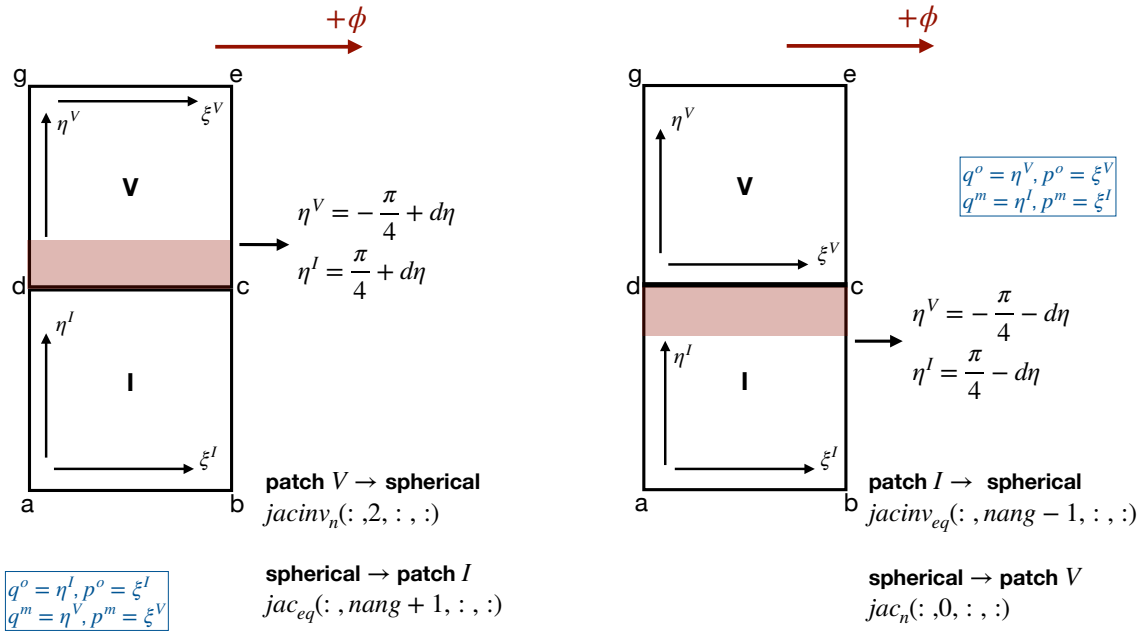 +ϕ
g
e
ξ^V
η^V
V
η^V = − π/4 + dη
η^I = π/4 + dη
d
c
η^I
I
ξ^I
a
b
patch V → spherical
jacinv_n(: ,2, : , :)
spherical → patch I
jac_eq(: , nang + 1, : , :)
q^o = η^I, p^o = ξ^I
q^m = η^V, p^m = ξ^V
+ϕ
g
e
η^V
V
q^o = η^V, p^o = ξ^V
q^m = η^I, p^m = ξ^I
ξ^V
d
c
η^V = − π/4 − dη
η^I = π/4 − dη
η^I
I
ξ^I
a
b
patch I → spherical
jacinv_eq(: , nang − 1, : , :)
spherical → patch V
jac_n(: ,0, : , :)